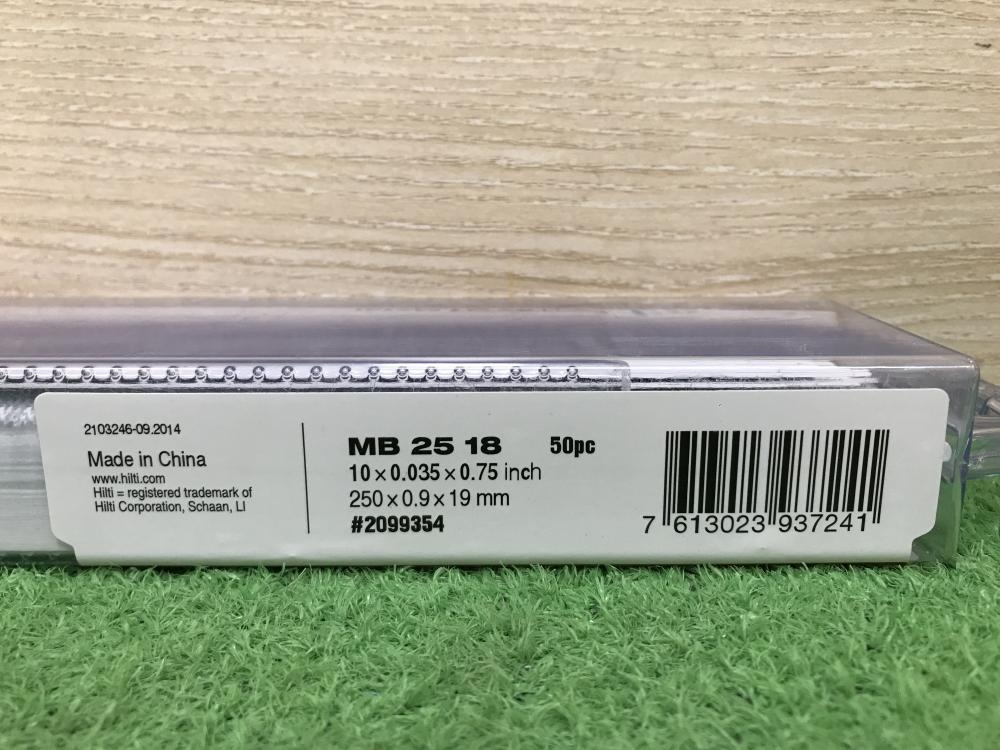 2103246-09.2014
Made in China
www.hilti.com
Hilti = registered trademark of
Hilti Corporation, Schaan, LI
MB 25 18 50pc
10 x 0.035 x 0.75 inch
250 x 0.9 x 19 mm
#2099354
7 613023 937241